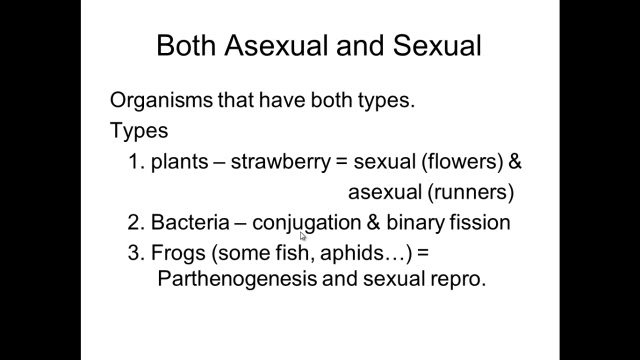 Both Asexual and Sexual
Organisms that have both types.
Types
1. plants – strawberry = sexual (flowers) &
asexual (runners)
2. Bacteria – conjugation & binary fission
3. Frogs (some fish, aphids…) =
Parthenogenesis and sexual repro.